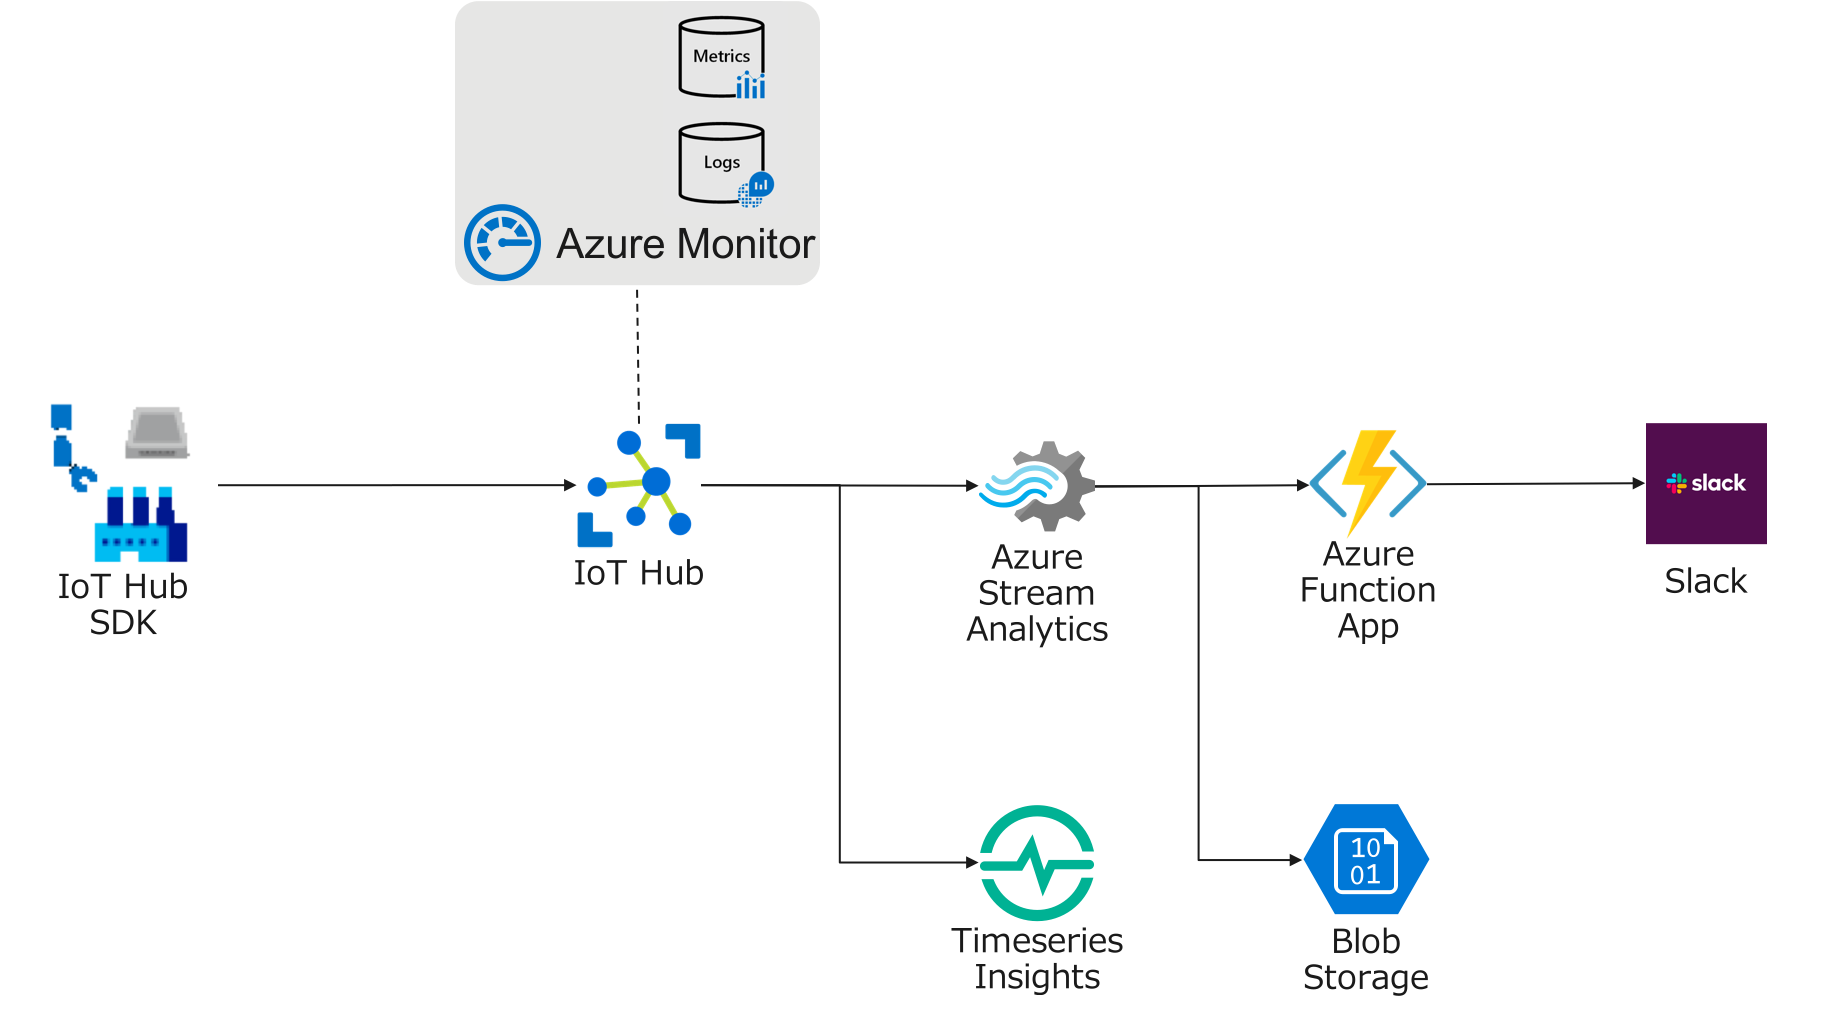 Metrics
Logs
Azure Monitor
IoT Hub
SDK
IoT Hub
Azure
Stream
Analytics
Azure
Function
App
slack
Slack
Timeseries
Insights
10
01
Blob
Storage